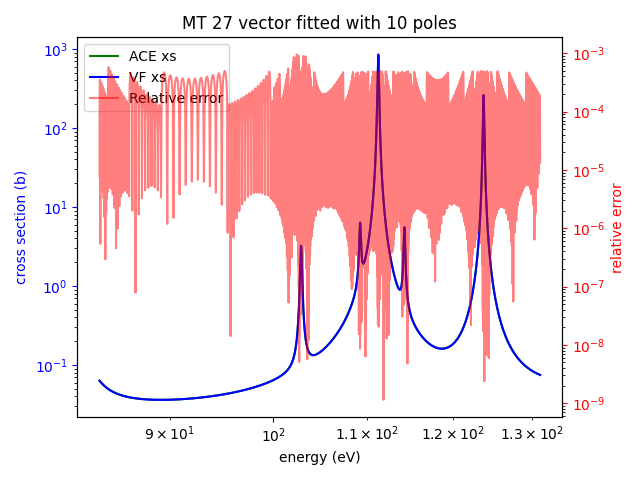 MT 27 vector fitted with 10 poles
ACE xs
VF xs
Relative error
cross section (b)
10³
10²
10¹
10⁰
10⁻¹
relative error
10⁻³
10⁻⁴
10⁻⁵
10⁻⁶
10⁻⁷
10⁻⁸
10⁻⁹
9 × 10¹ 10² 1.1 × 10² 1.2 × 10² 1.3 × 10²
energy (eV)